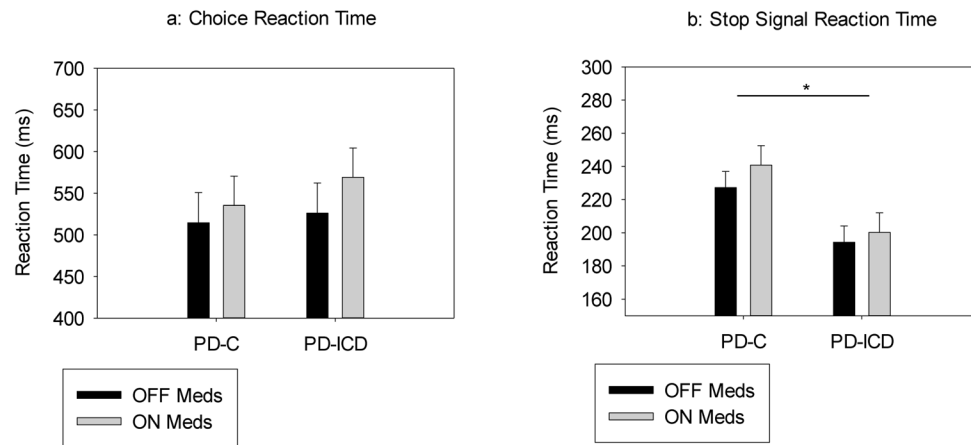 a: Choice Reaction Time
Reaction Time (ms)
700
650
600
550
500
450
400
PD-C PD-ICD
OFF Meds
ON Meds
b: Stop Signal Reaction Time
Reaction Time (ms)
300
280
260
240
220
200
180
160
*
PD-C PD-ICD
OFF Meds
ON Meds